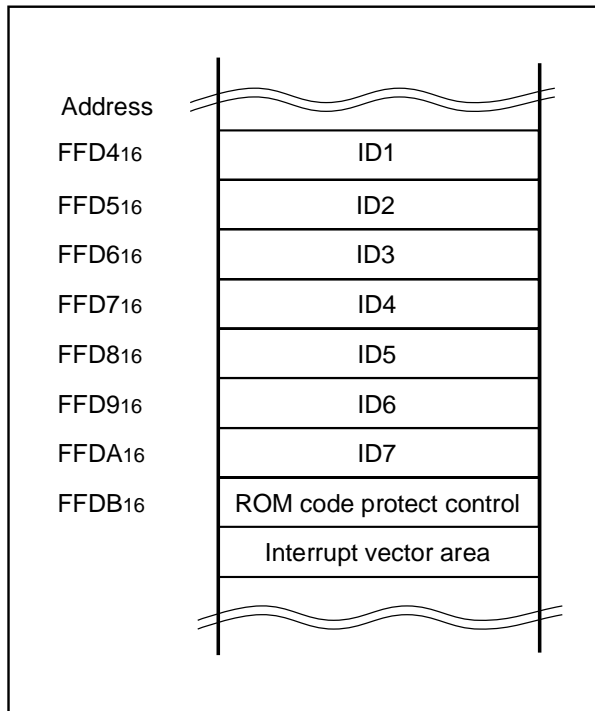 Address
FFD416 ID1
FFD516 ID2
FFD616 ID3
FFD716 ID4
FFD816 ID5
FFD916 ID6
FFDA16 ID7
FFDB16 ROM code protect control
Interrupt vector area